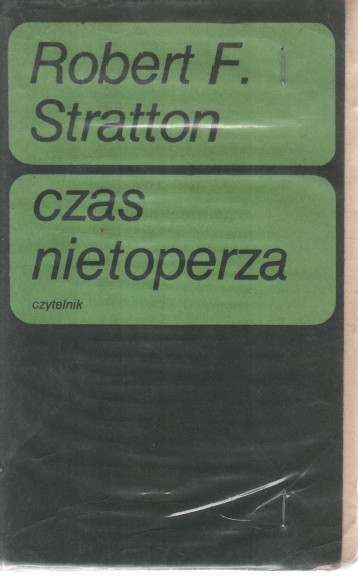 Robert F.
Stratton
czas
nietoperza
czytelnik